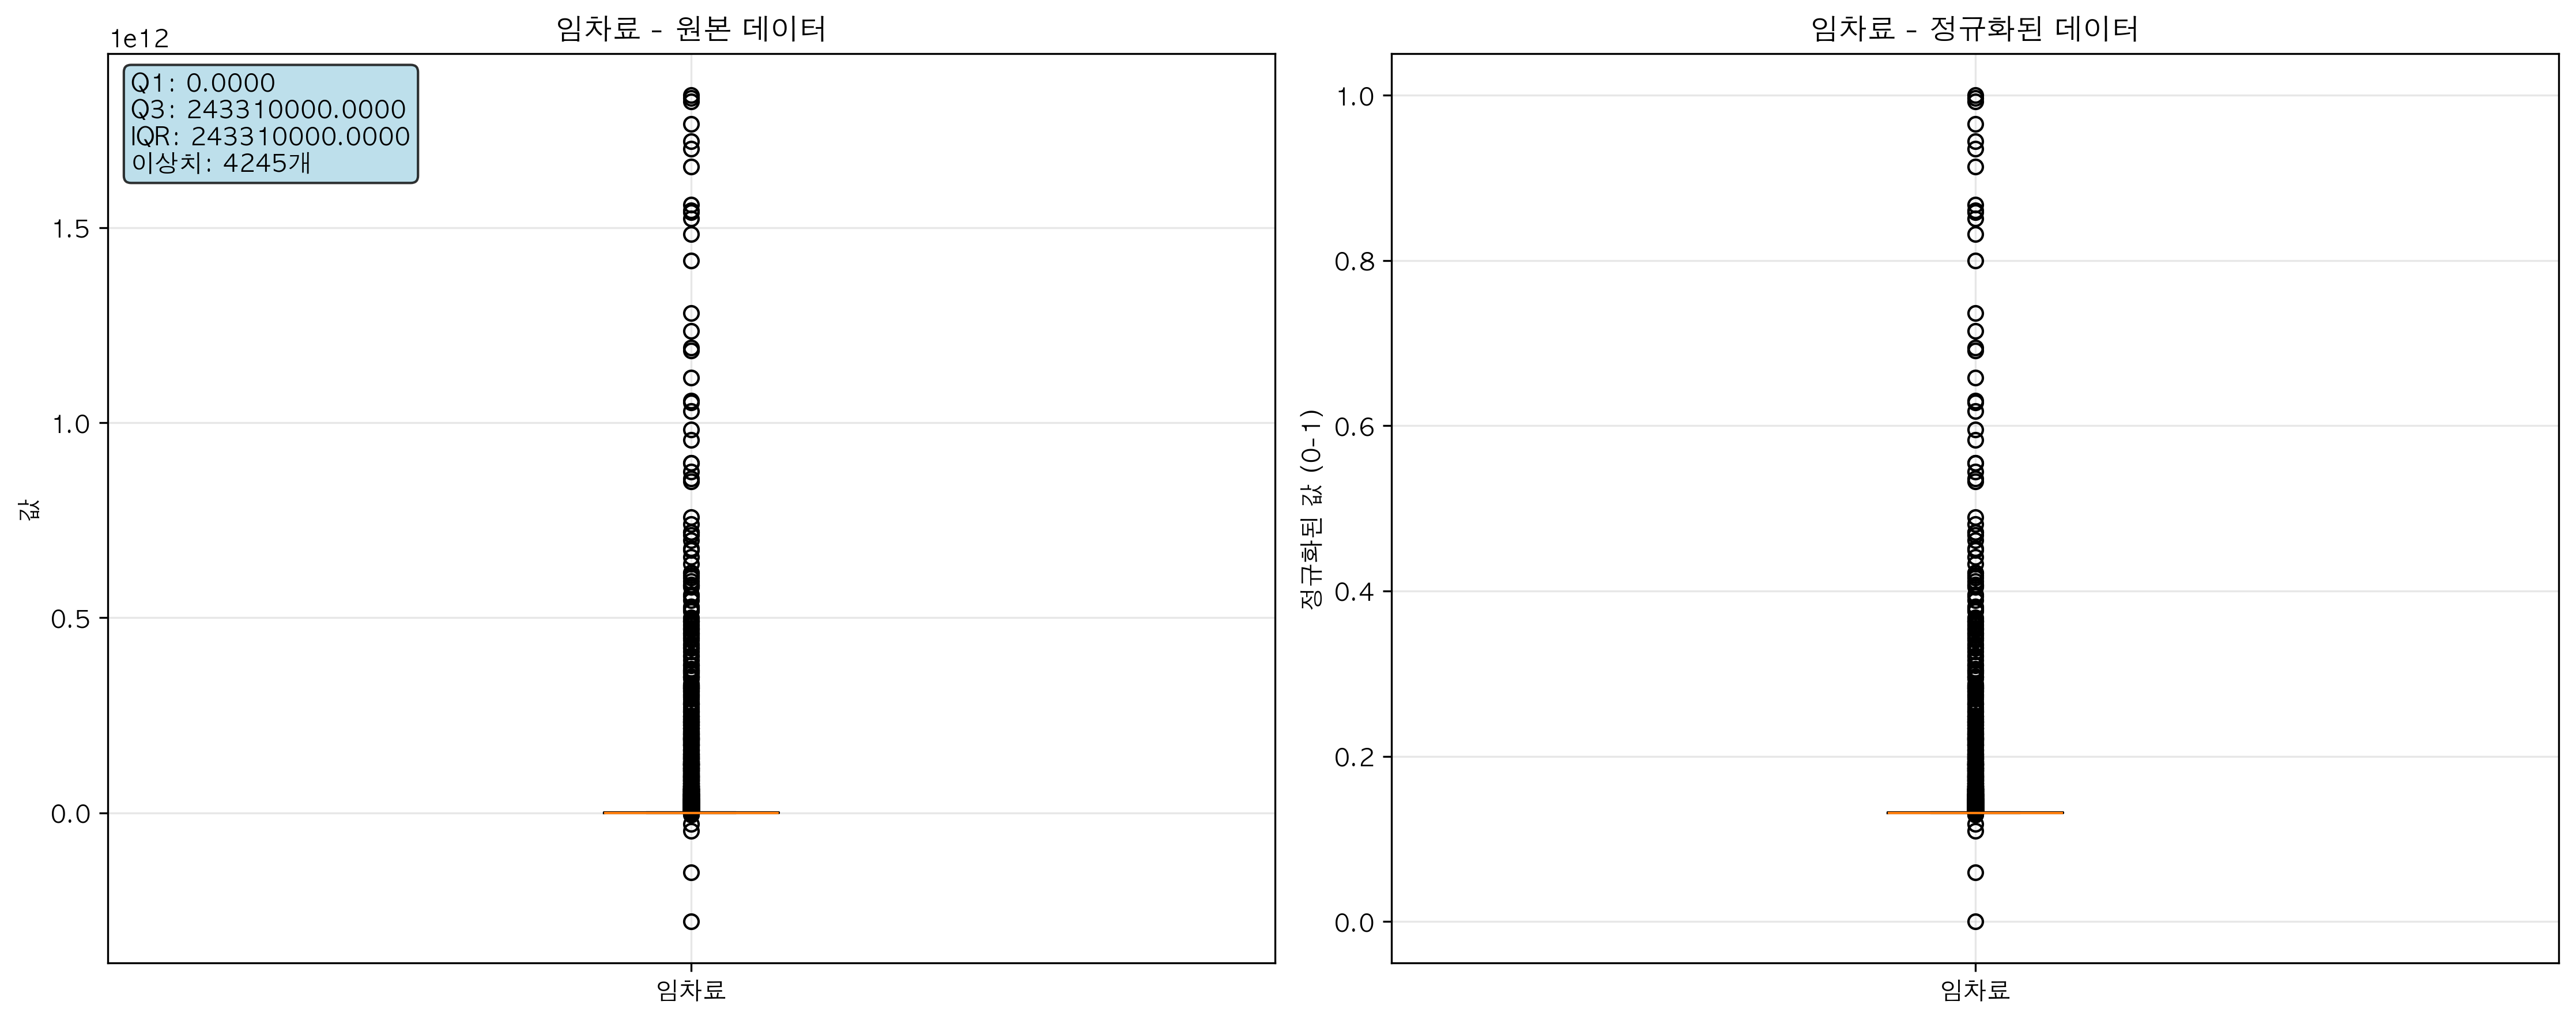 임차료 - 원본 데이터
1e12
Q1: 0.0000
Q3: 243310000.0000
IQR: 243310000.0000
이상치: 4245개
1.5
1.0
0.5
0.0
값
임차료
임차료 - 정규화된 데이터
1.0
0.8
0.6
0.4
0.2
0.0
정규화된 값 (0-1)
임차료